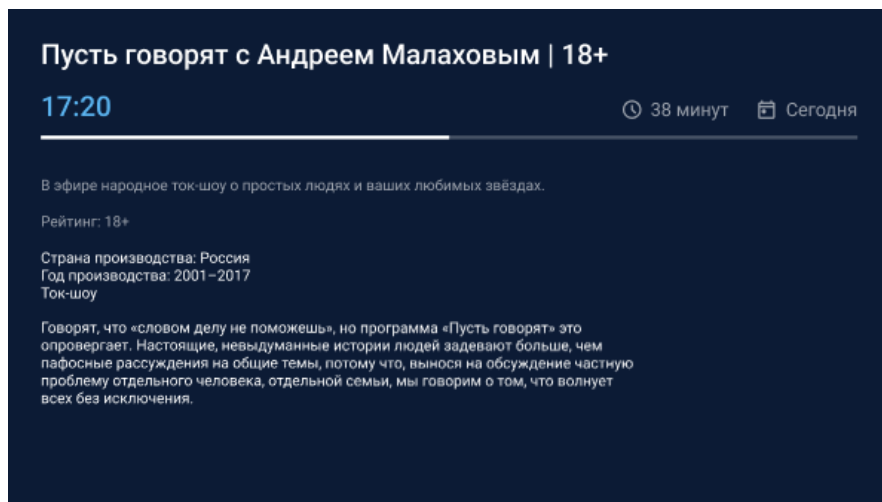 Пусть говорят с Андреем Малаховым | 18+
17:20
38 минут
Сегодня
В эфире народное ток-шоу о простых людях и ваших любимых звёздах.
Рейтинг: 18+
Страна производства: Россия
Год производства: 2001–2017
Ток-шоу
Говорят, что «словом делу не поможешь», но программа «Пусть говорят» это
опровергает. Настоящие, невыдуманные истории людей задевают больше, чем
пафосные рассуждения на общие темы, потому что, вынося на обсуждение частную
проблему отдельного человека, отдельной семьи, мы говорим о том, что волнует
всех без исключения.